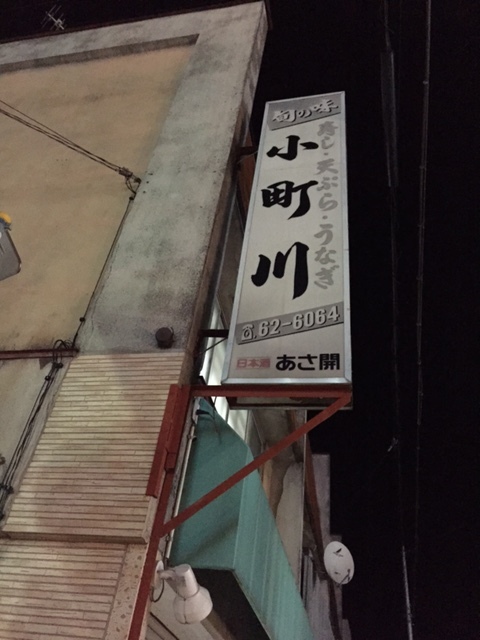 旬の味
寿し・天ぷら・うなぎ
小町川
☎62-6064
日本酒 あさ開